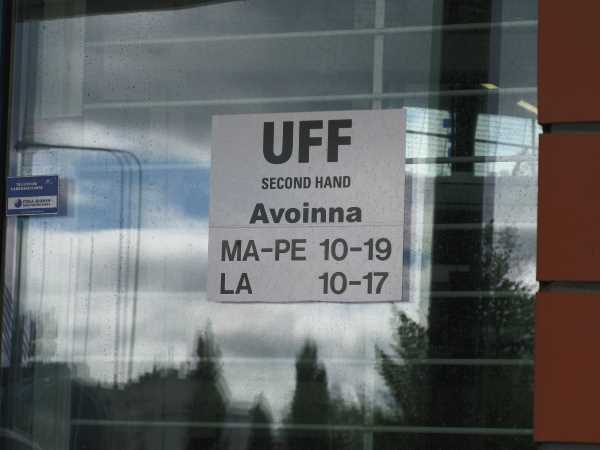 UFF
SECOND HAND
Avoinna
MA-PE 10-19
LA 10-17